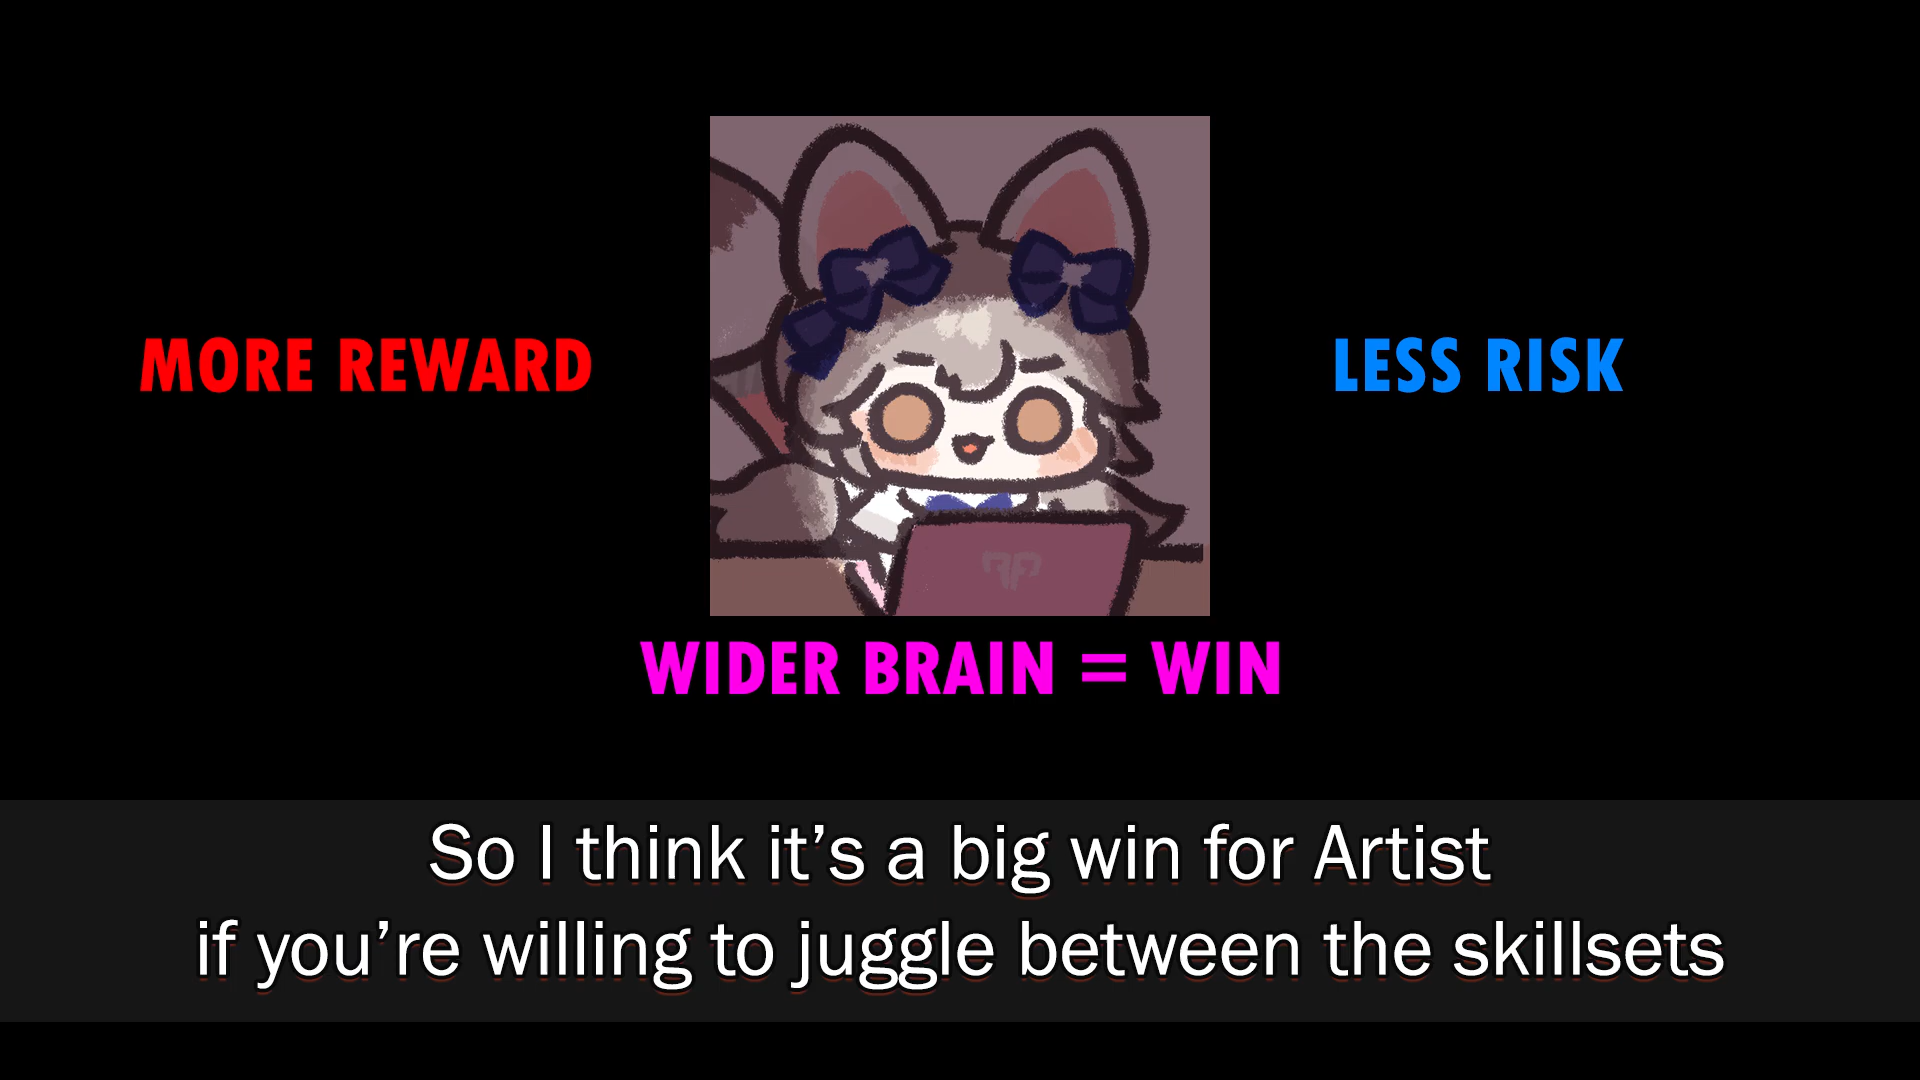 MORE REWARD
LESS RISK
WIDER BRAIN = WIN
So I think it’s a big win for Artist
if you’re willing to juggle between the skillsets